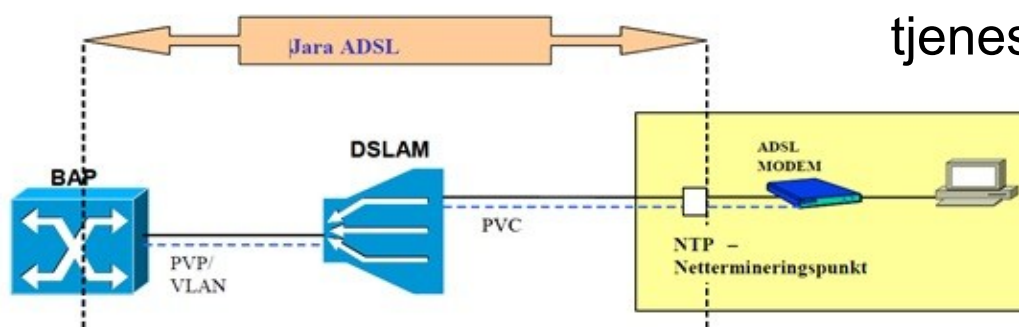 tjenes
Jara ADSL
DSLAM
BAP
ADSL
MODEM
PVC
PVP/
VLAN
NTP –
Nettermineringspunkt